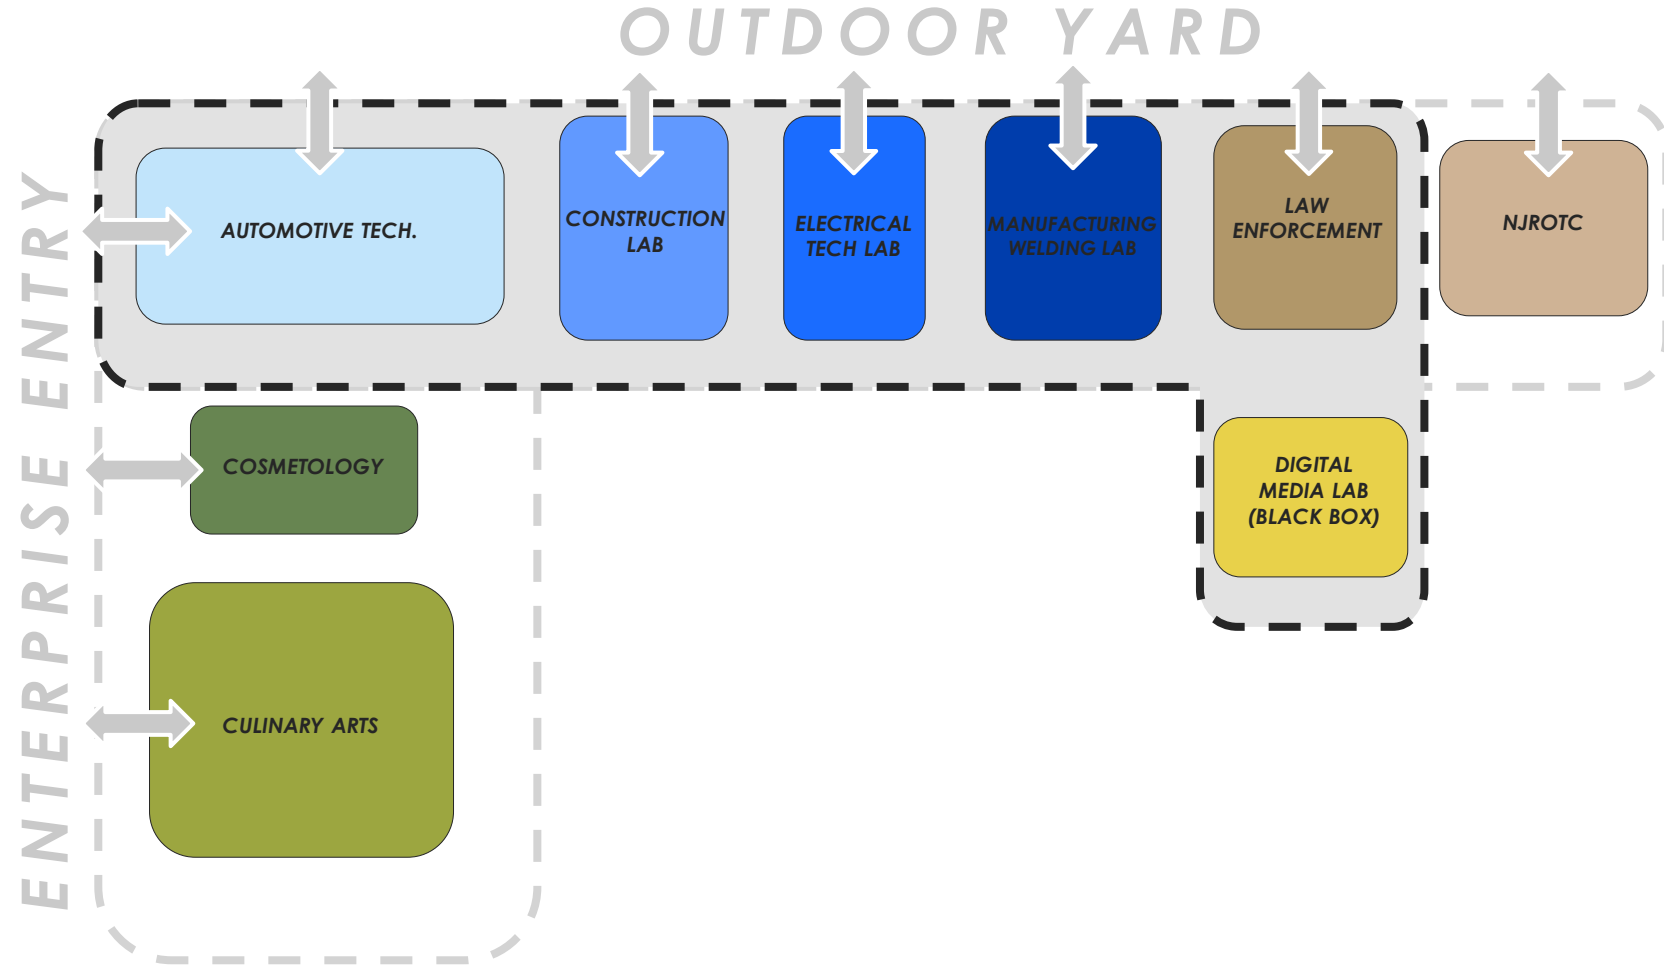 OUTDOOR YARD
ENTERPRISE ENTRY
AUTOMOTIVE TECH.
CONSTRUCTION
LAB
ELECTRICAL
TECH LAB
MANUFACTURING
WELDING LAB
LAW
ENFORCEMENT
NJROTC
COSMETOLOGY
DIGITAL
MEDIA LAB
(BLACK BOX)
CULINARY ARTS